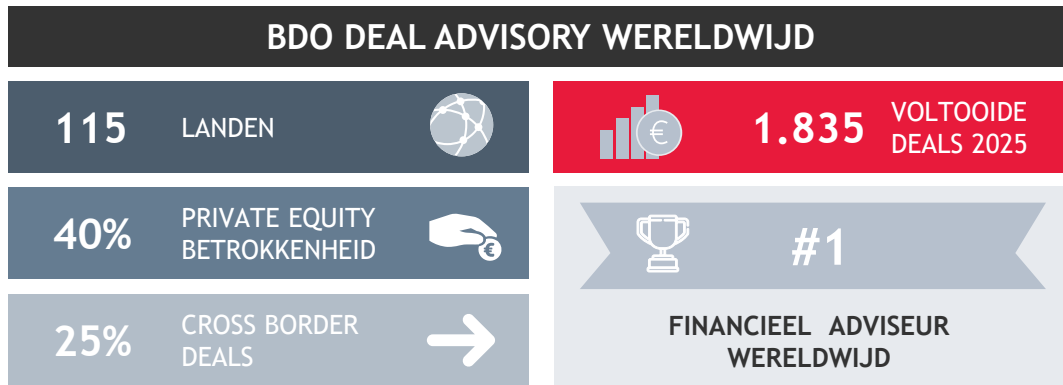 BDO DEAL ADVISORY WERELDWIJD
115 LANDEN
€ 1.835 VOLTOOIDE
DEALS 2025
40% PRIVATE EQUITY
BETROKKENHEID €
#1
25% CROSS BORDER
DEALS
FINANCIEEL ADVISEUR
WERELDWIJD